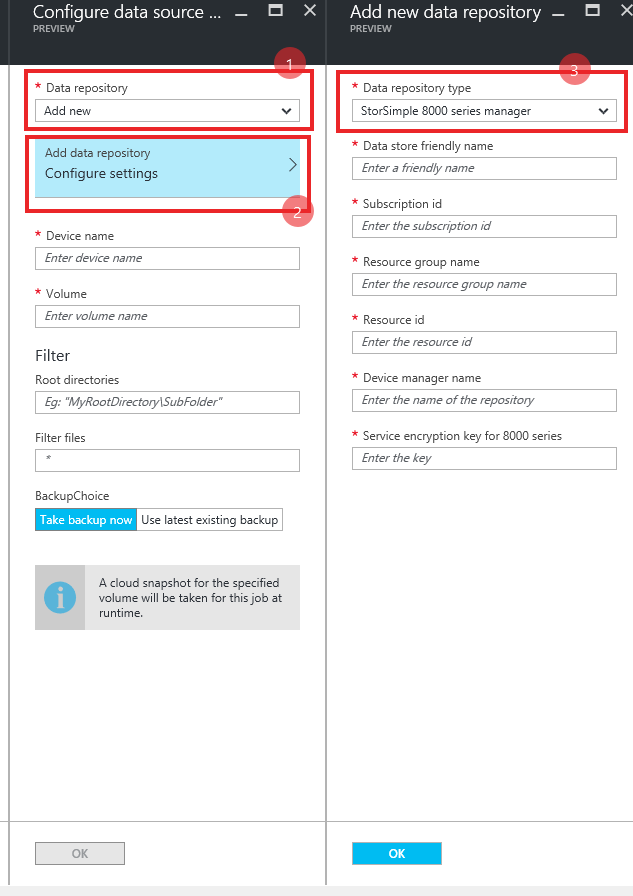 Configure data source ...
PREVIEW
1
* Data repository
Add new
Add data repository
Configure settings
2
* Device name
Enter device name
* Volume
Enter volume name
Filter
Root directories
Eg: "MyRootDirectory\SubFolder"
Filter files
*
BackupChoice
Take backup now
Use latest existing backup
i
A cloud snapshot for the specified
volume will be taken for this job at
runtime.
OK
Add new data repository
PREVIEW
3
* Data repository type
StorSimple 8000 series manager
* Data store friendly name
Enter a friendly name
* Subscription id
Enter the subscription id
* Resource group name
Enter the resource group name
* Resource id
Enter the resource id
* Device manager name
Enter the name of the repository
* Service encryption key for 8000 series
Enter the key
OK